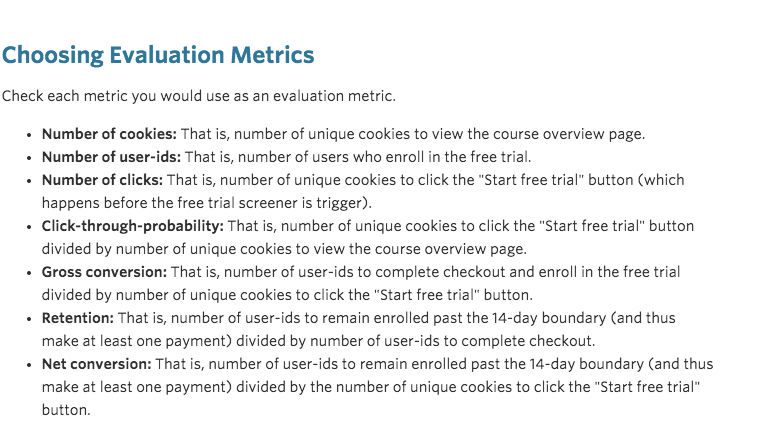 Choosing Evaluation Metrics
Check each metric you would use as an evaluation metric.
• Number of cookies: That is, number of unique cookies to view the course overview page.
• Number of user-ids: That is, number of users who enroll in the free trial.
• Number of clicks: That is, number of unique cookies to click the "Start free trial" button (which
happens before the free trial screener is trigger).
• Click-through-probability: That is, number of unique cookies to click the "Start free trial" button
divided by number of unique cookies to view the course overview page.
• Gross conversion: That is, number of user-ids to complete checkout and enroll in the free trial
divided by number of unique cookies to click the "Start free trial" button.
• Retention: That is, number of user-ids to remain enrolled past the 14-day boundary (and thus
make at least one payment) divided by number of user-ids to complete checkout.
• Net conversion: That is, number of user-ids to remain enrolled past the 14-day boundary (and thus
make at least one payment) divided by the number of unique cookies to click the "Start free trial"
button.